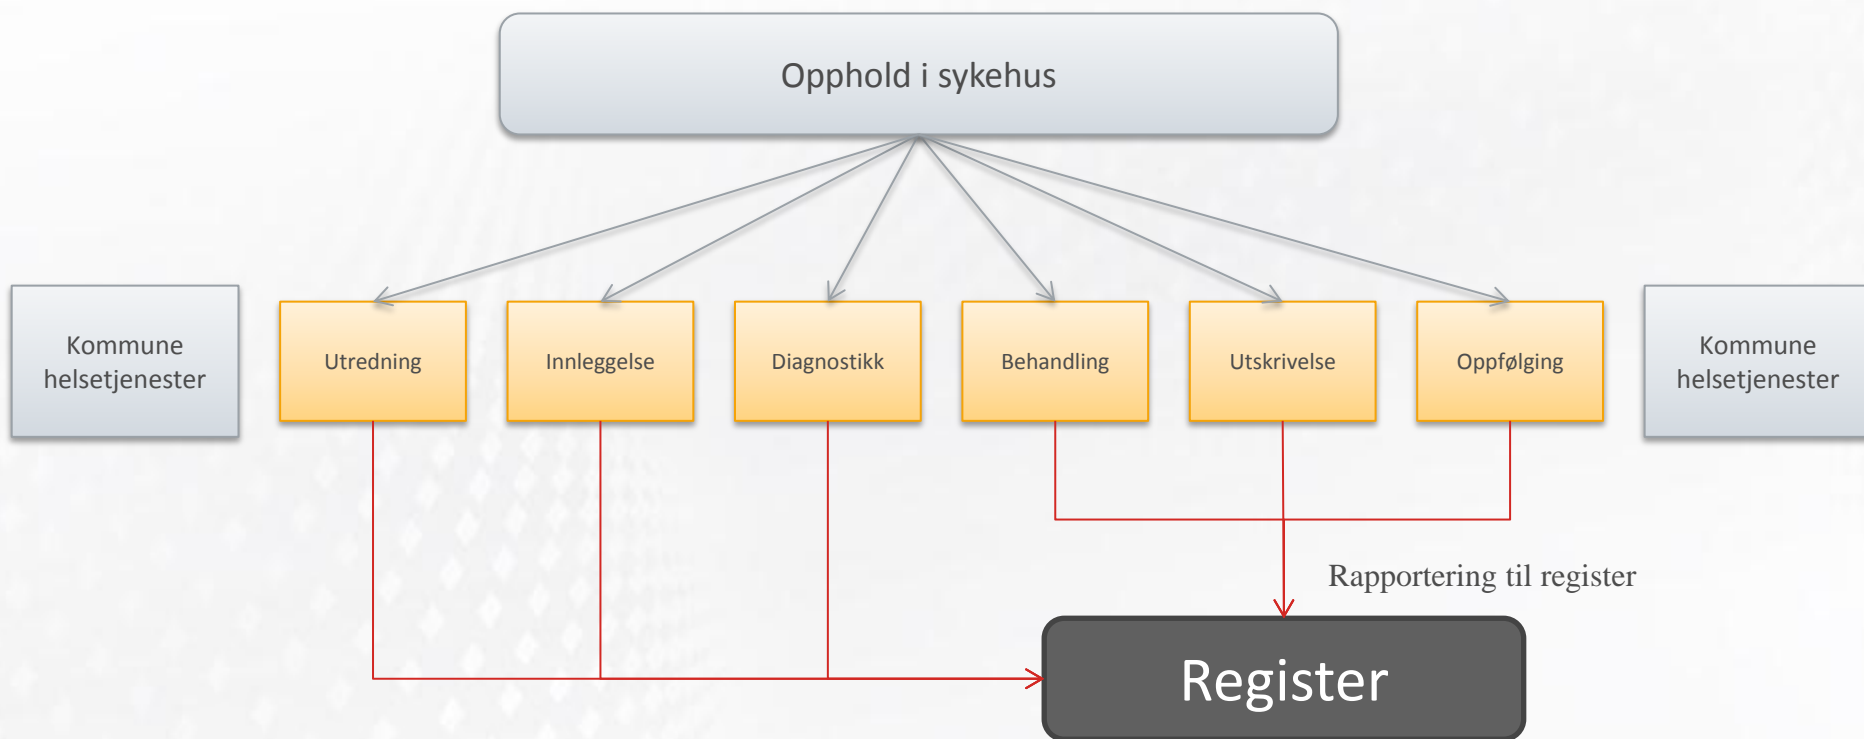 Opphold i sykehus
Kommune
helsetjenester
Utredning
Innleggelse
Diagnostikk
Behandling
Utskrivelse
Oppfølging
Kommune
helsetjenester
Rapportering til register
Register